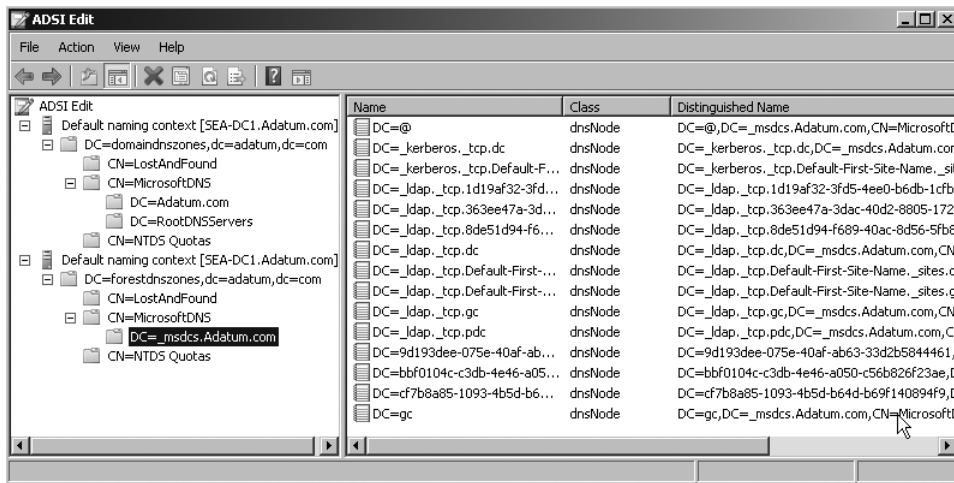 ADSI Edit
File Action View Help
ADSI Edit
Default naming context [SEA-DC1.Adatum.com]
DC=domaindnszones,dc=adatum,dc=com
CN=LostAndFound
CN=MicrosoftDNS
DC=Adatum.com
DC=RootDNSServers
CN=NTDS Quotas
Default naming context [SEA-DC1.Adatum.com]
DC=forestdnszones,dc=adatum,dc=com
CN=LostAndFound
CN=MicrosoftDNS
DC=_msdcs.Adatum.com
CN=NTDS Quotas
Name Class Distinguished Name
DC=@ dnsNode DC=@,DC=_msdcs.Adatum.com,CN=Microsoft
DC=_kerberos._tcp.dc dnsNode DC=_kerberos._tcp.dc,DC=_msdcs.Adatum.com
DC=_kerberos._tcp.Default-F... dnsNode DC=_kerberos._tcp.Default-First-Site-Name._si
DC=_ldap._tcp.1d19af32-3fd... dnsNode DC=_ldap._tcp.1d19af32-3fd5-4ee0-b6db-1cfb
DC=_ldap._tcp.363ee47a-3d... dnsNode DC=_ldap._tcp.363ee47a-3dac-40d2-8805-172
DC=_ldap._tcp.8de51d94-f6... dnsNode DC=_ldap._tcp.8de51d94-f689-40ac-8d56-5fb8
DC=_ldap._tcp.dc dnsNode DC=_ldap._tcp.dc,DC=_msdcs.Adatum.com,CN
DC=_ldap._tcp.Default-First-... dnsNode DC=_ldap._tcp.Default-First-Site-Name._sites.d
DC=_ldap._tcp.Default-First-... dnsNode DC=_ldap._tcp.Default-First-Site-Name._sites.g
DC=_ldap._tcp.gc dnsNode DC=_ldap._tcp.gc,DC=_msdcs.Adatum.com,CN
DC=_ldap._tcp.pdc dnsNode DC=_ldap._tcp.pdc,DC=_msdcs.Adatum.com,C
DC=9d193dee-075e-40af-ab... dnsNode DC=9d193dee-075e-40af-ab63-33d2b5844461,
DC=bbf0104c-c3db-4e46-a05... dnsNode DC=bbf0104c-c3db-4e46-a050-c56b826f23ae,D
DC=cf7b8a85-1093-4b5d-b6... dnsNode DC=cf7b8a85-1093-4b5d-b64d-b69f140894f9,D
DC=gc dnsNode DC=gc,DC=_msdcs.Adatum.com,CN=Microsoft